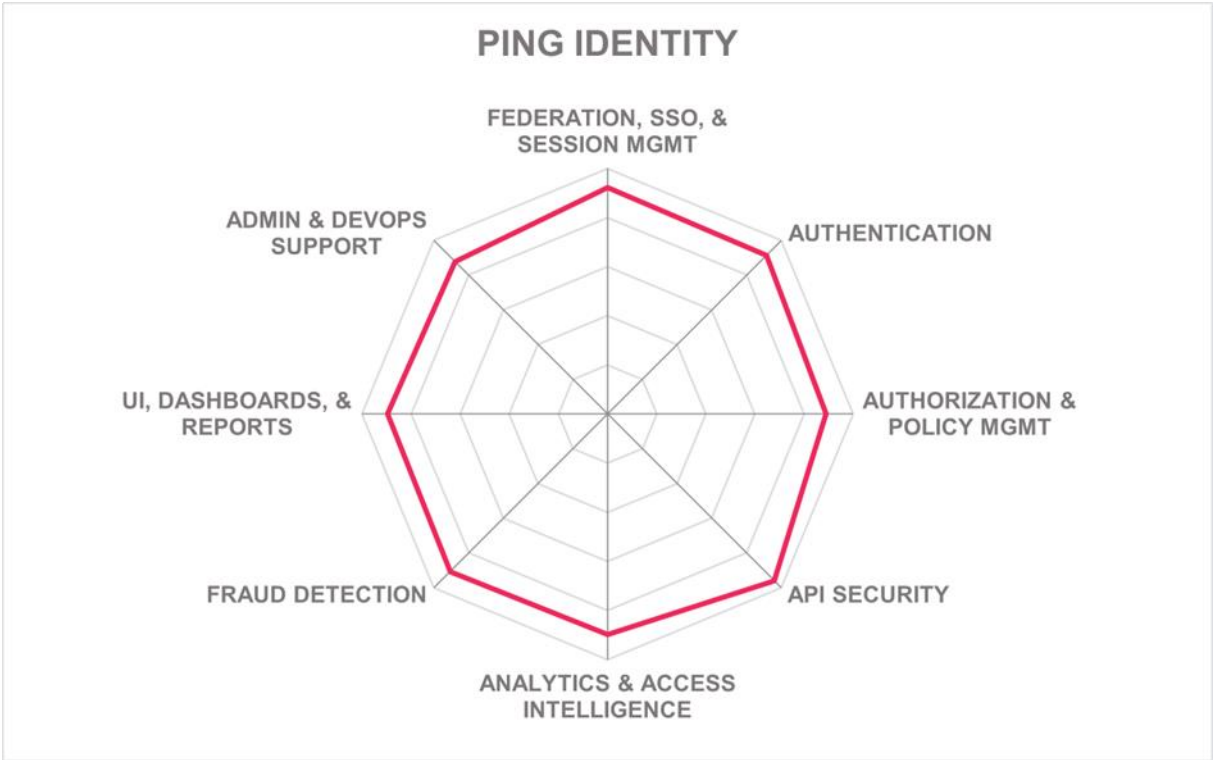 PING IDENTITY
FEDERATION, SSO, &
SESSION MGMT
ADMIN & DEVOPS
SUPPORT
AUTHENTICATION
UI, DASHBOARDS, &
REPORTS
AUTHORIZATION &
POLICY MGMT
FRAUD DETECTION
API SECURITY
ANALYTICS & ACCESS
INTELLIGENCE